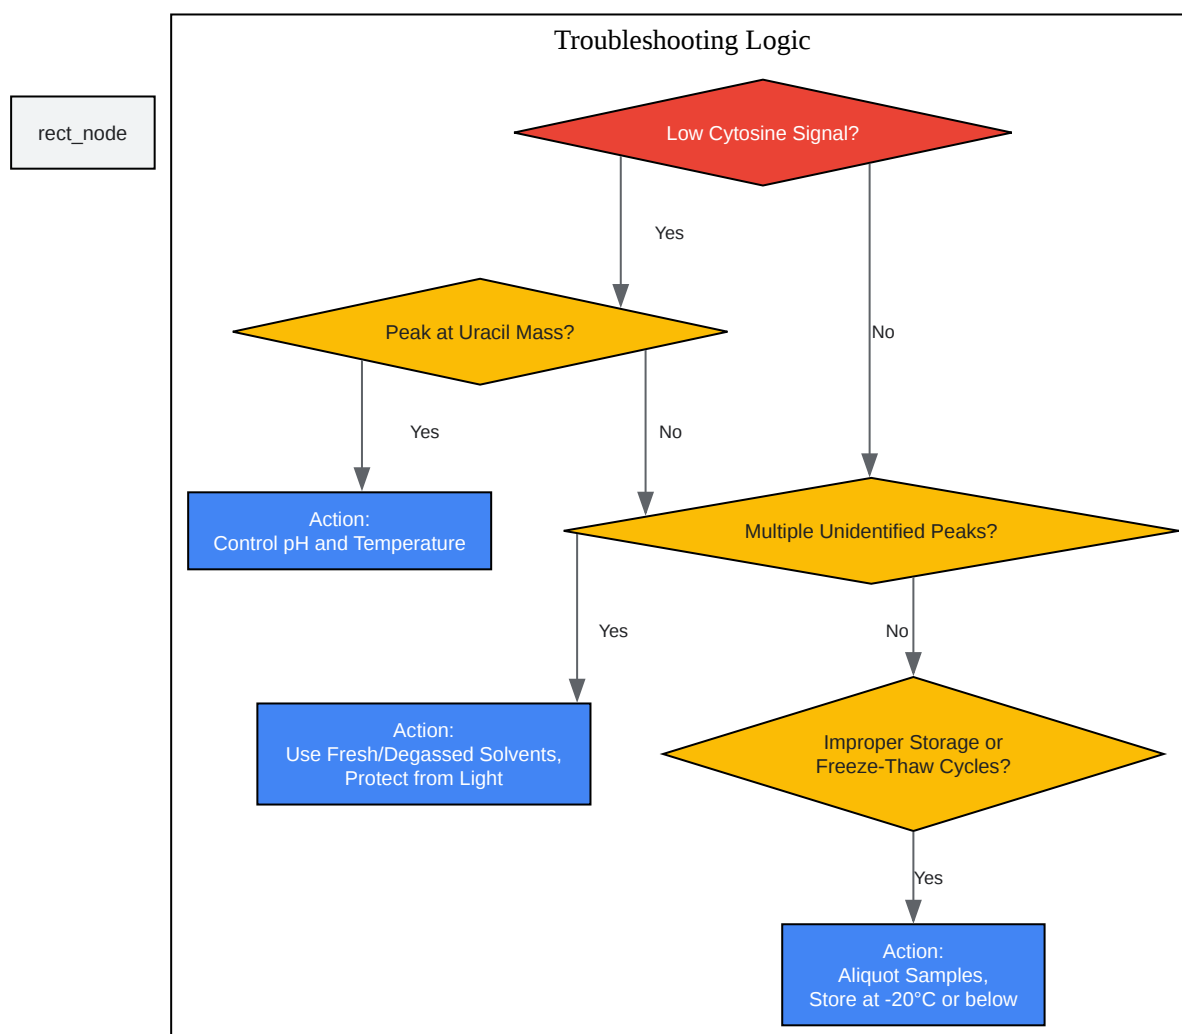 Troubleshooting Logic
rect_node
Low Cytosine Signal?
Yes
Peak at Uracil Mass?
No
Yes
No
Action:
Control pH and Temperature
Multiple Unidentified Peaks?
Yes
No
Action:
Use Fresh/Degassed Solvents,
Protect from Light
Improper Storage or
Freeze-Thaw Cycles?
Yes
Action:
Aliquot Samples,
Store at -20°C or below